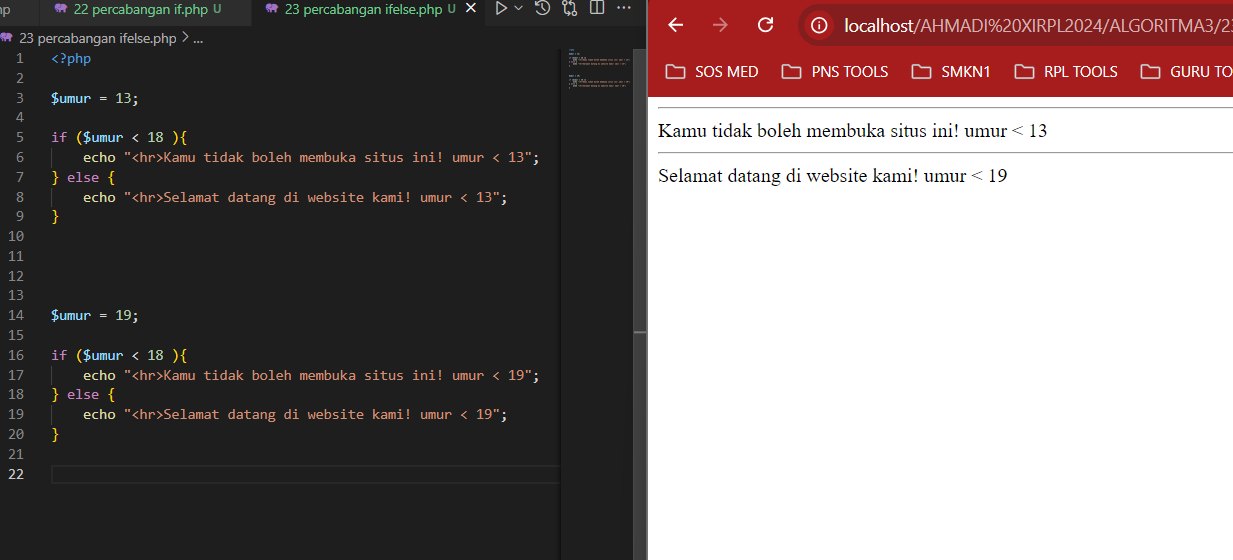 hp
22 percabangan if.php U
23 percabangan ifelse.php U
23 percabangan ifelse.php > ...
1 <?php
2
3 $umur = 13;
4
5 if ($umur < 18 ){
6 echo "<hr>Kamu tidak boleh membuka situs ini! umur < 13";
7 } else {
8 echo "<hr>Selamat datang di website kami! umur < 13";
9 }
10
11
12
13
14 $umur = 19;
15
16 if ($umur < 18 ){
17 echo "<hr>Kamu tidak boleh membuka situs ini! umur < 19";
18 } else {
19 echo "<hr>Selamat datang di website kami! umur < 19";
20 }
21
22
localhost/AHMADI%20XIRPL2024/ALGORITMA3/23
SOS MED
PNS TOOLS
SMKN1
RPL TOOLS
GURU TO
Kamu tidak boleh membuka situs ini! umur < 13
Selamat datang di website kami! umur < 19